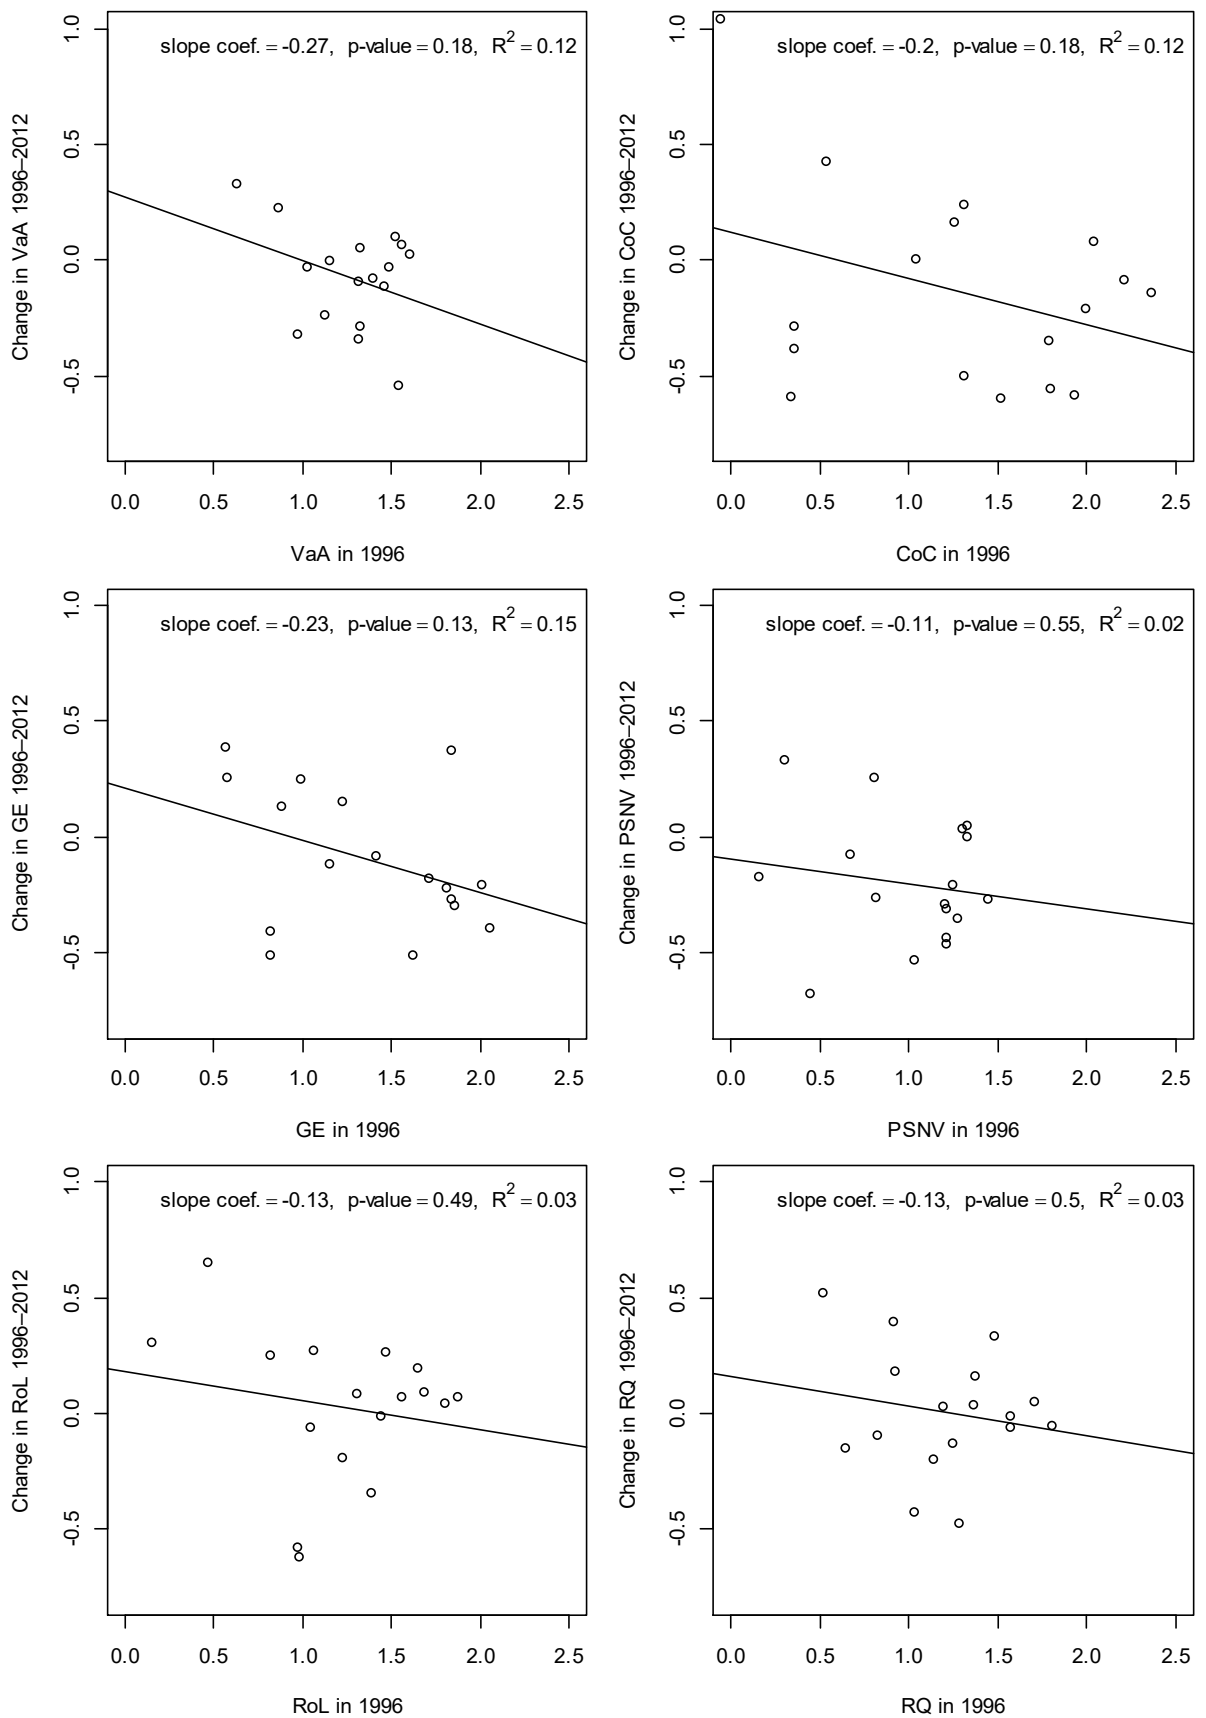 slope coef. = -0.27, p-value = 0.18, R² = 0.12
Change in VaA 1996–2012
1.0
0.5
0.0
-0.5
0.0 0.5 1.0 1.5 2.0 2.5
VaA in 1996
slope coef. = -0.2, p-value = 0.18, R² = 0.12
Change in CoC 1996–2012
1.0
0.5
0.0
-0.5
0.0 0.5 1.0 1.5 2.0 2.5
CoC in 1996
slope coef. = -0.23, p-value = 0.13, R² = 0.15
Change in GE 1996–2012
1.0
0.5
0.0
-0.5
0.0 0.5 1.0 1.5 2.0 2.5
GE in 1996
slope coef. = -0.11, p-value = 0.55, R² = 0.02
Change in PSNV 1996–2012
1.0
0.5
0.0
-0.5
0.0 0.5 1.0 1.5 2.0 2.5
PSNV in 1996
slope coef. = -0.13, p-value = 0.49, R² = 0.03
Change in RoL 1996–2012
1.0
0.5
0.0
-0.5
0.0 0.5 1.0 1.5 2.0 2.5
RoL in 1996
slope coef. = -0.13, p-value = 0.5, R² = 0.03
Change in RQ 1996–2012
1.0
0.5
0.0
-0.5
0.0 0.5 1.0 1.5 2.0 2.5
RQ in 1996